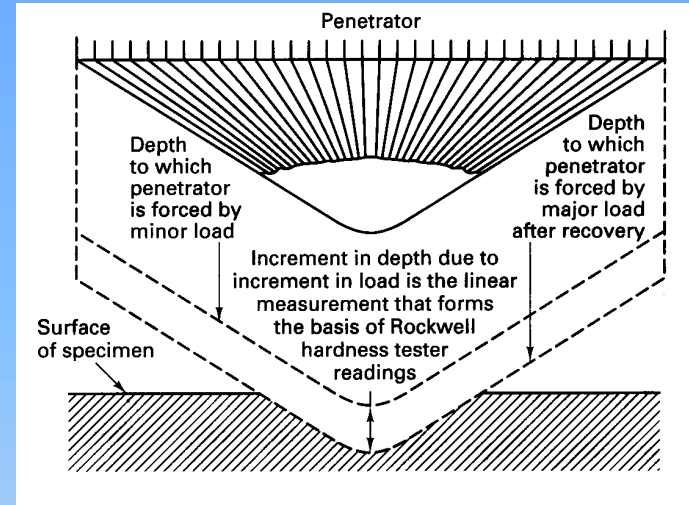 Penetrator
Depth
to which
penetrator
is forced by
minor load
Depth
to which
penetrator
is forced by
major load
after recovery
Increment in depth due to
increment in load is the linear
measurement that forms
the basis of Rockwell
hardness tester
readings
Surface
of specimen